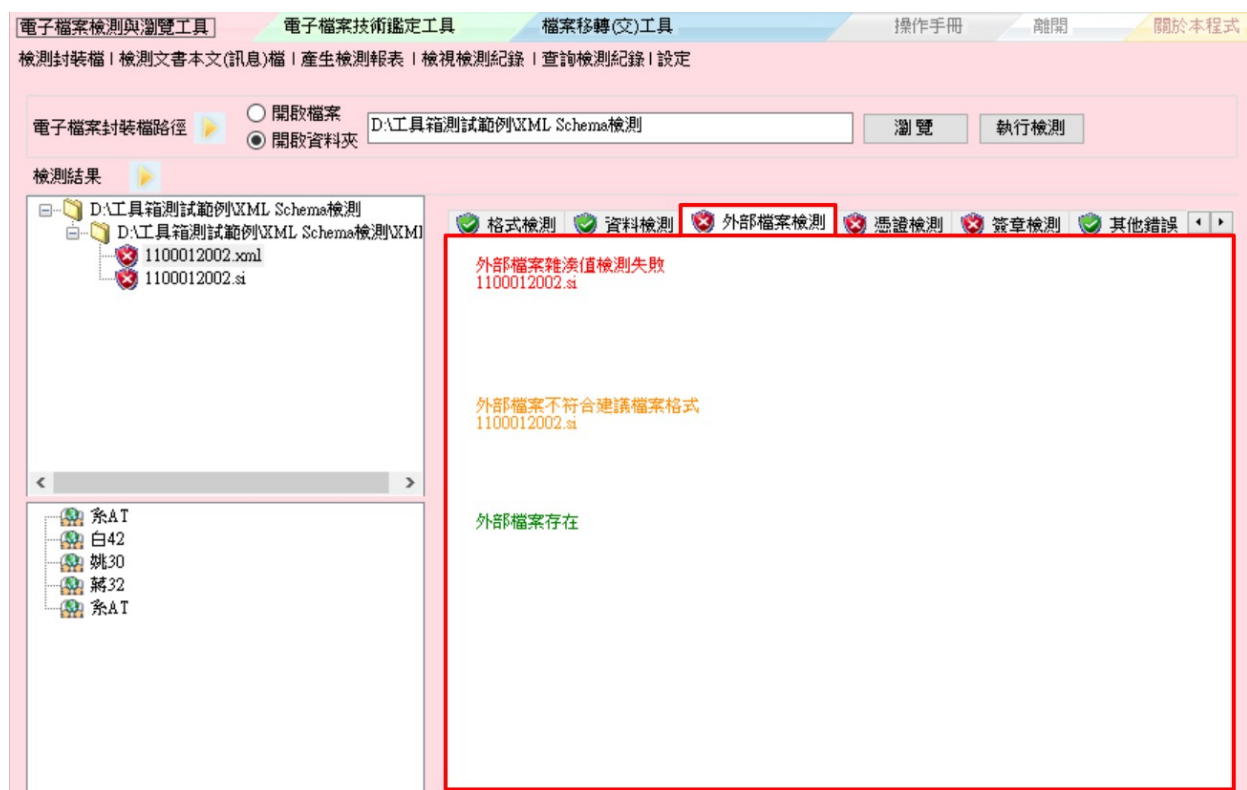 電子檔案檢測與瀏覽工具 電子檔案技術鑑定工具 檔案移轉(交)工具 操作手冊 離開 關於本程式
檢測封裝檔 | 檢測文書本文(訊息)檔 | 產生檢測報表 | 檢視檢測紀錄 | 查詢檢測紀錄 | 設定
電子檔案封裝檔路徑
開啟檔案
開啟資料夾
D:\工具箱測試範例\XML Schema檢測
瀏 覽
執行檢測
檢測結果
D:\工具箱測試範例\XML Schema檢測
D:\工具箱測試範例\XML Schema檢測\XMl
1100012002.xml
1100012002.si
格式檢測 資料檢測 外部檔案檢測 憑證檢測 簽章檢測 其他錯誤
外部檔案雜湊值檢測失敗
1100012002.si
外部檔案不符合建議檔案格式
1100012002.si
外部檔案存在
糸AT
白42
姚30
蔣32
糸AT